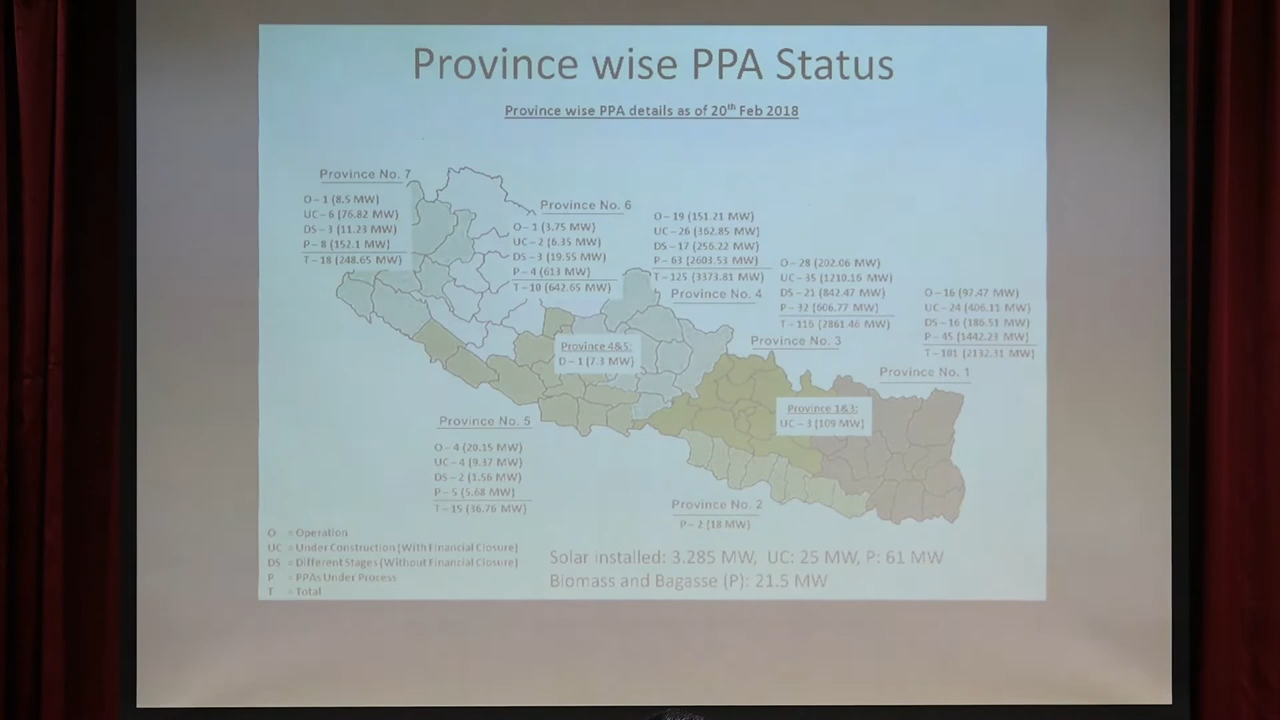 Province wise PPA Status
Province wise PPA details as of 20th Feb 2018
Province No. 7
O – 1 (8.5 MW)
UC – 6 (76.82 MW)
DS – 3 (11.23 MW)
P – 8 (152.1 MW)
T – 18 (248.65 MW)
Province No. 6
O – 1 (3.75 MW)
UC – 2 (6.35 MW)
DS – 3 (19.55 MW)
P – 4 (613 MW)
T – 10 (642.65 MW)
O – 19 (151.21 MW)
UC – 26 (362.85 MW)
DS – 17 (256.22 MW)
P – 63 (2603.53 MW)
T – 125 (3373.81 MW)
Province No. 4
O – 28 (202.06 MW)
UC – 35 (1210.16 MW)
DS – 21 (842.47 MW)
P – 32 (606.77 MW)
T – 116 (2861.46 MW)
Province No. 3
O – 16 (97.47 MW)
UC – 24 (406.11 MW)
DS – 16 (186.51 MW)
P – 45 (1442.23 MW)
T – 101 (2132.31 MW)
Province No. 1
Province 4&5:
D – 1 (7.3 MW)
Province 1&3:
UC – 3 (109 MW)
Province No. 5
O – 4 (20.15 MW)
UC – 4 (9.37 MW)
DS – 2 (1.56 MW)
P – 5 (5.68 MW)
T – 15 (36.76 MW)
Province No. 2
P – 2 (18 MW)
O = Operation
UC = Under Construction (With Financial Closure)
DS = Different Stages (Without Financial Closure)
P = PPAs Under Process
T = Total
Solar installed: 3.285 MW, UC: 25 MW, P: 61 MW
Biomass and Bagasse (P): 21.5 MW